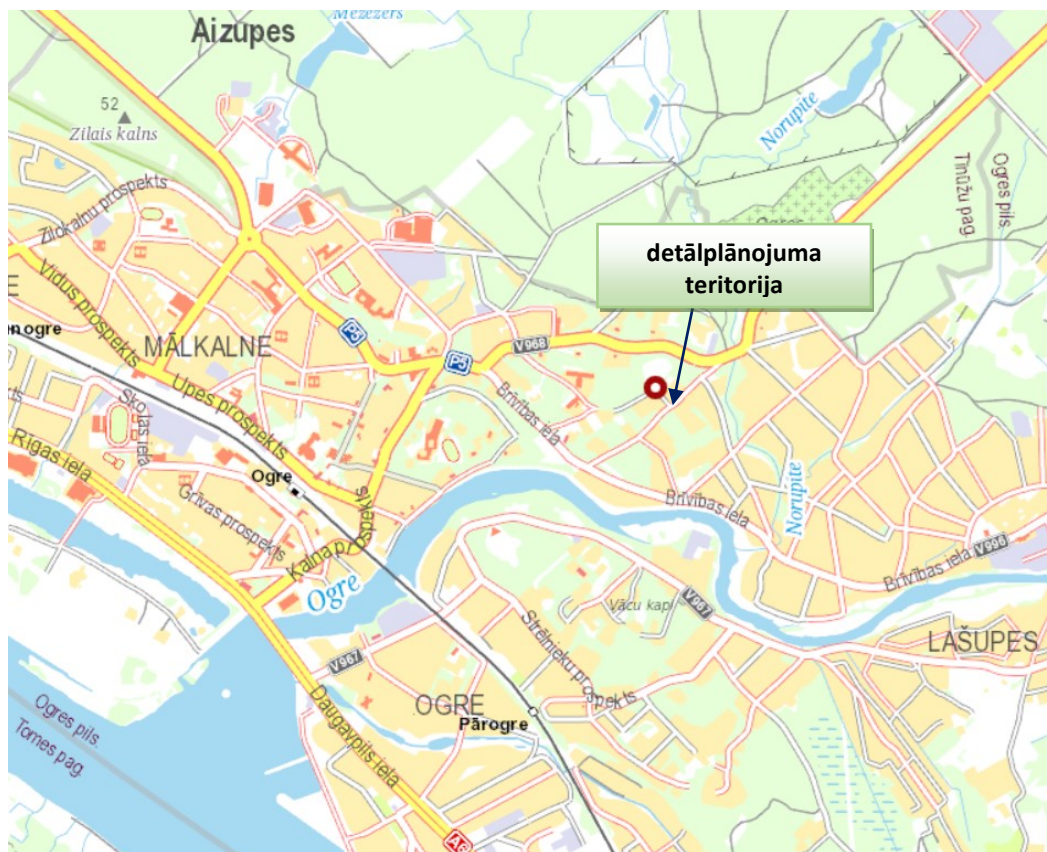 Mežezers
Aizupes
52
Zilais kalns
Norupīte
Ogres pils.
Tīnūžu pag.
Zilokalnu prospekts
detālplānojuma
teritorija
Vidus prospekts
P5
V968
P5
MĀLKALNE
Skolas iela
Upes prospekts
Brīvības iela
Rīgas iela
Ogre
Grīvas prospekts
Kalna prospekts
Brīvības iela
Norupīte
V996
Brīvības iela
Ogre
Vācu kapi
V967
Strēlnieku prospekts
LAŠUPES
V967
OGRE
Pārogre
Ogres pils.
Tomes pag.
Daugavpils iela